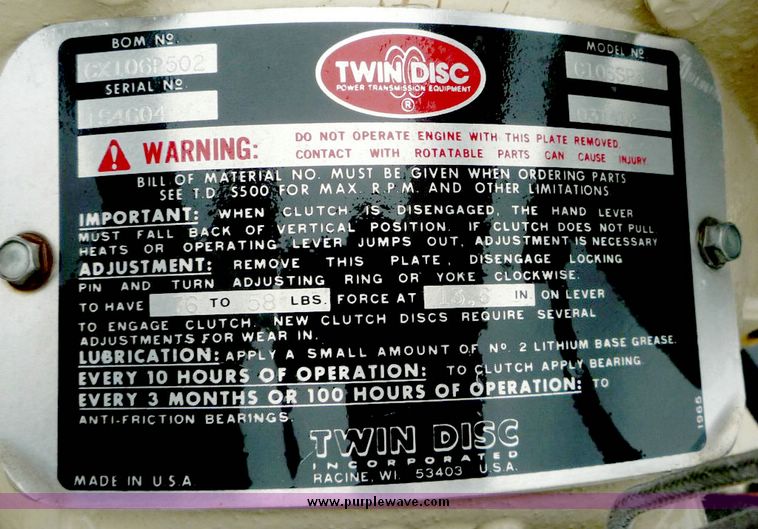 BOM Nº
MODEL Nº
TWIN DISC
POWER TRANSMISSION EQUIPMENT
®
SERIAL Nº
WARNING: DO NOT OPERATE ENGINE WITH THIS PLATE REMOVED.
CONTACT WITH ROTATABLE PARTS CAN CAUSE INJURY
BILL OF MATERIAL NO. MUST BE GIVEN WHEN ORDERING PARTS
SEE T.D. S500 FOR MAX. R.P.M. AND OTHER LIMITATIONS
IMPORTANT: WHEN CLUTCH IS DISENGAGED, THE HAND LEVER
MUST FALL BACK OF VERTICAL POSITION. IF CLUTCH DOES NOT PULL
HEATS OR OPERATING LEVER JUMPS OUT, ADJUSTMENT IS NECESSARY
ADJUSTMENT: REMOVE THIS PLATE, DISENGAGE LOCKING
PIN AND TURN ADJUSTING RING OR YOKE CLOCKWISE.
TO HAVE TO LBS. FORCE AT IN. ON LEVER
TO ENGAGE CLUTCH. NEW CLUTCH DISCS REQUIRE SEVERAL
ADJUSTMENTS FOR WEAR IN.
LUBRICATION: APPLY A SMALL AMOUNT OF Nº 2 LITHIUM BASE GREASE.
EVERY 10 HOURS OF OPERATION: TO CLUTCH APPLY BEARING
EVERY 3 MONTHS OR 100 HOURS OF OPERATION: TO
ANTI-FRICTION BEARINGS.
TWIN DISC
INCORPORATED
RACINE, WI. 53403 U.S.A.
MADE IN U.S.A
1965
www.purplewave.com